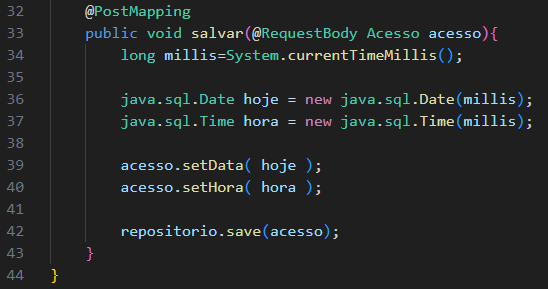 32 @PostMapping
33 public void salvar(@RequestBody Acesso acesso){
34 long millis=System.currentTimeMillis();
35
36 java.sql.Date hoje = new java.sql.Date(millis);
37 java.sql.Time hora = new java.sql.Time(millis);
38
39 acesso.setData( hoje );
40 acesso.setHora( hora );
41
42 repositorio.save(acesso);
43 }
44 }